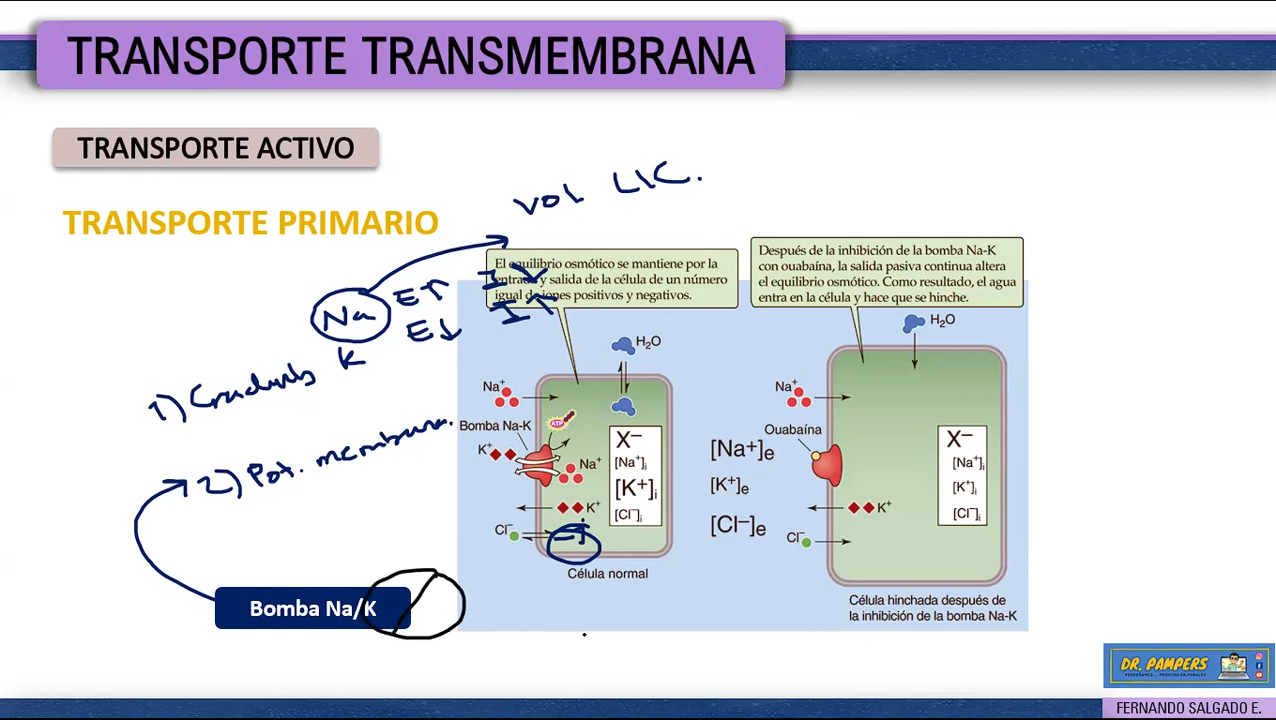 TRANSPORTE TRANSMEMBRANA
TRANSPORTE ACTIVO
TRANSPORTE PRIMARIO
vol LIC.
Na E↑ I↓
K E↓ I↑
1)
2) Pot. membrana.
Bomba Na/K
El equilibrio osmótico se mantiene por la
entrada y salida de la célula de un número
igual de iones positivos y negativos.
H2O
Na+
Bomba Na-K
ATP
K+
Na+
K+
Cl–
X–
[Na+]i
[K+]i
[Cl–]i
Célula normal
[Na+]e
[K+]e
[Cl–]e
Después de la inhibición de la bomba Na-K
con ouabaína, la salida pasiva continua altera
el equilibrio osmótico. Como resultado, el agua
entra en la célula y hace que se hinche.
H2O
Na+
Ouabaína
K+
Cl–
X–
[Na+]i
[K+]i
[Cl–]i
Célula hinchada después de
la inhibición de la bomba Na-K
DR. PAMPERS
FERNANDO SALGADO E.